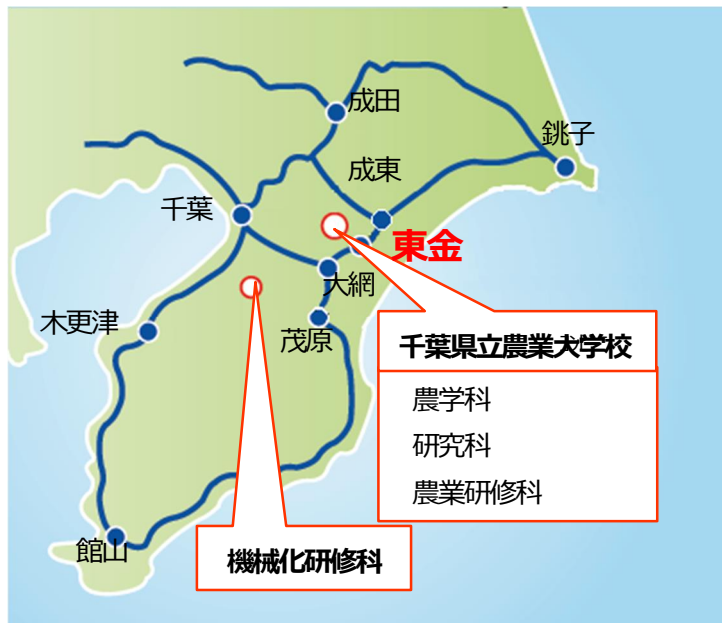 成田
銚子
成東
千葉
東金
大網
木更津
茂原
千葉県立農業大学校
農学科
研究科
農業研修科
館山
機械化研修科